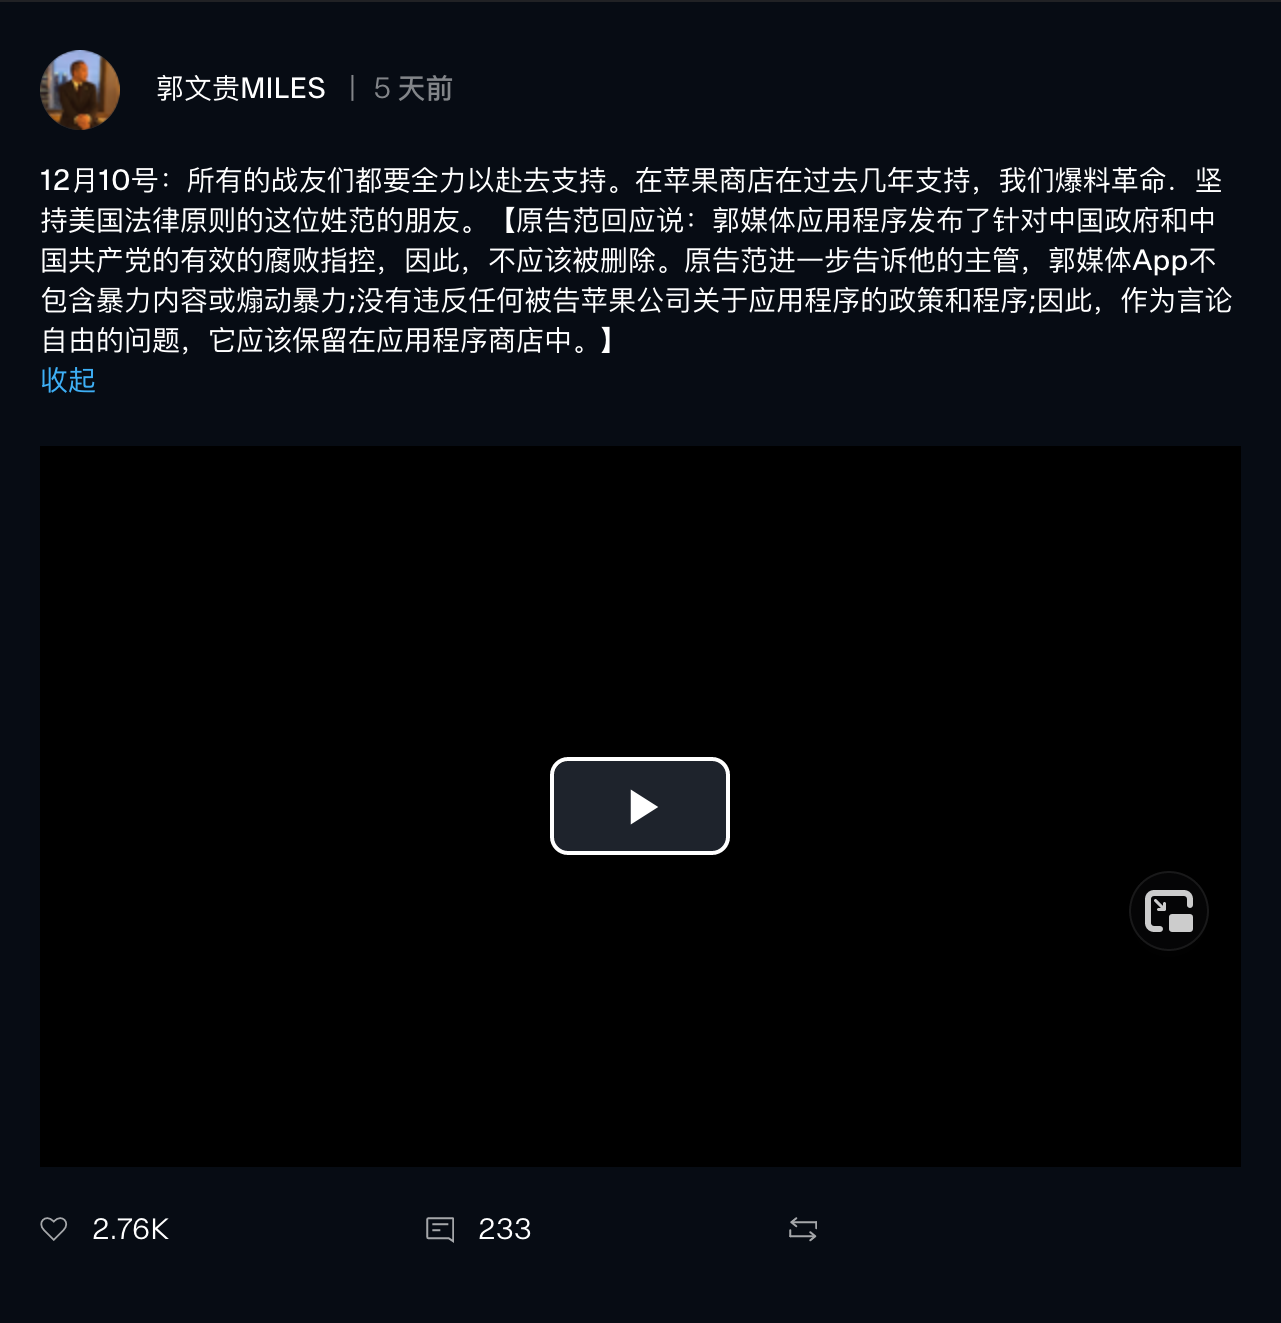 郭文贵MILES | 5 天前
12月10号：所有的战友们都要全力以赴去支持。在苹果商店在过去几年支持，我们爆料革命．坚
持美国法律原则的这位姓范的朋友。【原告范回应说：郭媒体应用程序发布了针对中国政府和中
国共产党的有效的腐败指控，因此，不应该被删除。原告范进一步告诉他的主管，郭媒体App不
包含暴力内容或煽动暴力;没有违反任何被告苹果公司关于应用程序的政策和程序;因此，作为言论
自由的问题，它应该保留在应用程序商店中。】
收起
2.76K 233